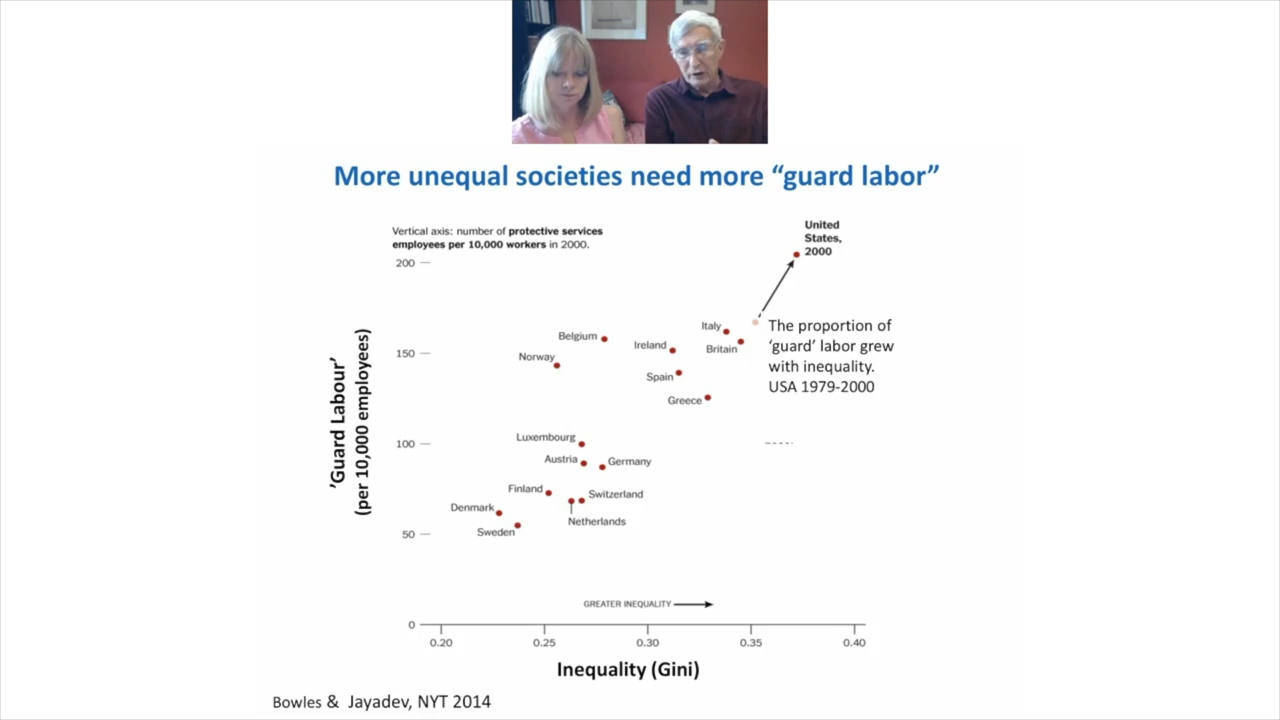 More unequal societies need more “guard labor”
Vertical axis: number of protective services
employees per 10,000 workers in 2000.
United
States,
2000
200
The proportion of
‘guard’ labor grew
with inequality.
USA 1979-2000
Italy
Belgium
Ireland
Britain
150
Norway
Spain
Greece
’Guard Labour’
(per 10,000 employees)
Luxembourg
100
Austria
Germany
Finland
Switzerland
Denmark
Netherlands
Sweden
50
GREATER INEQUALITY
0
0.20 0.25 0.30 0.35 0.40
Inequality (Gini)
Bowles & Jayadev, NYT 2014